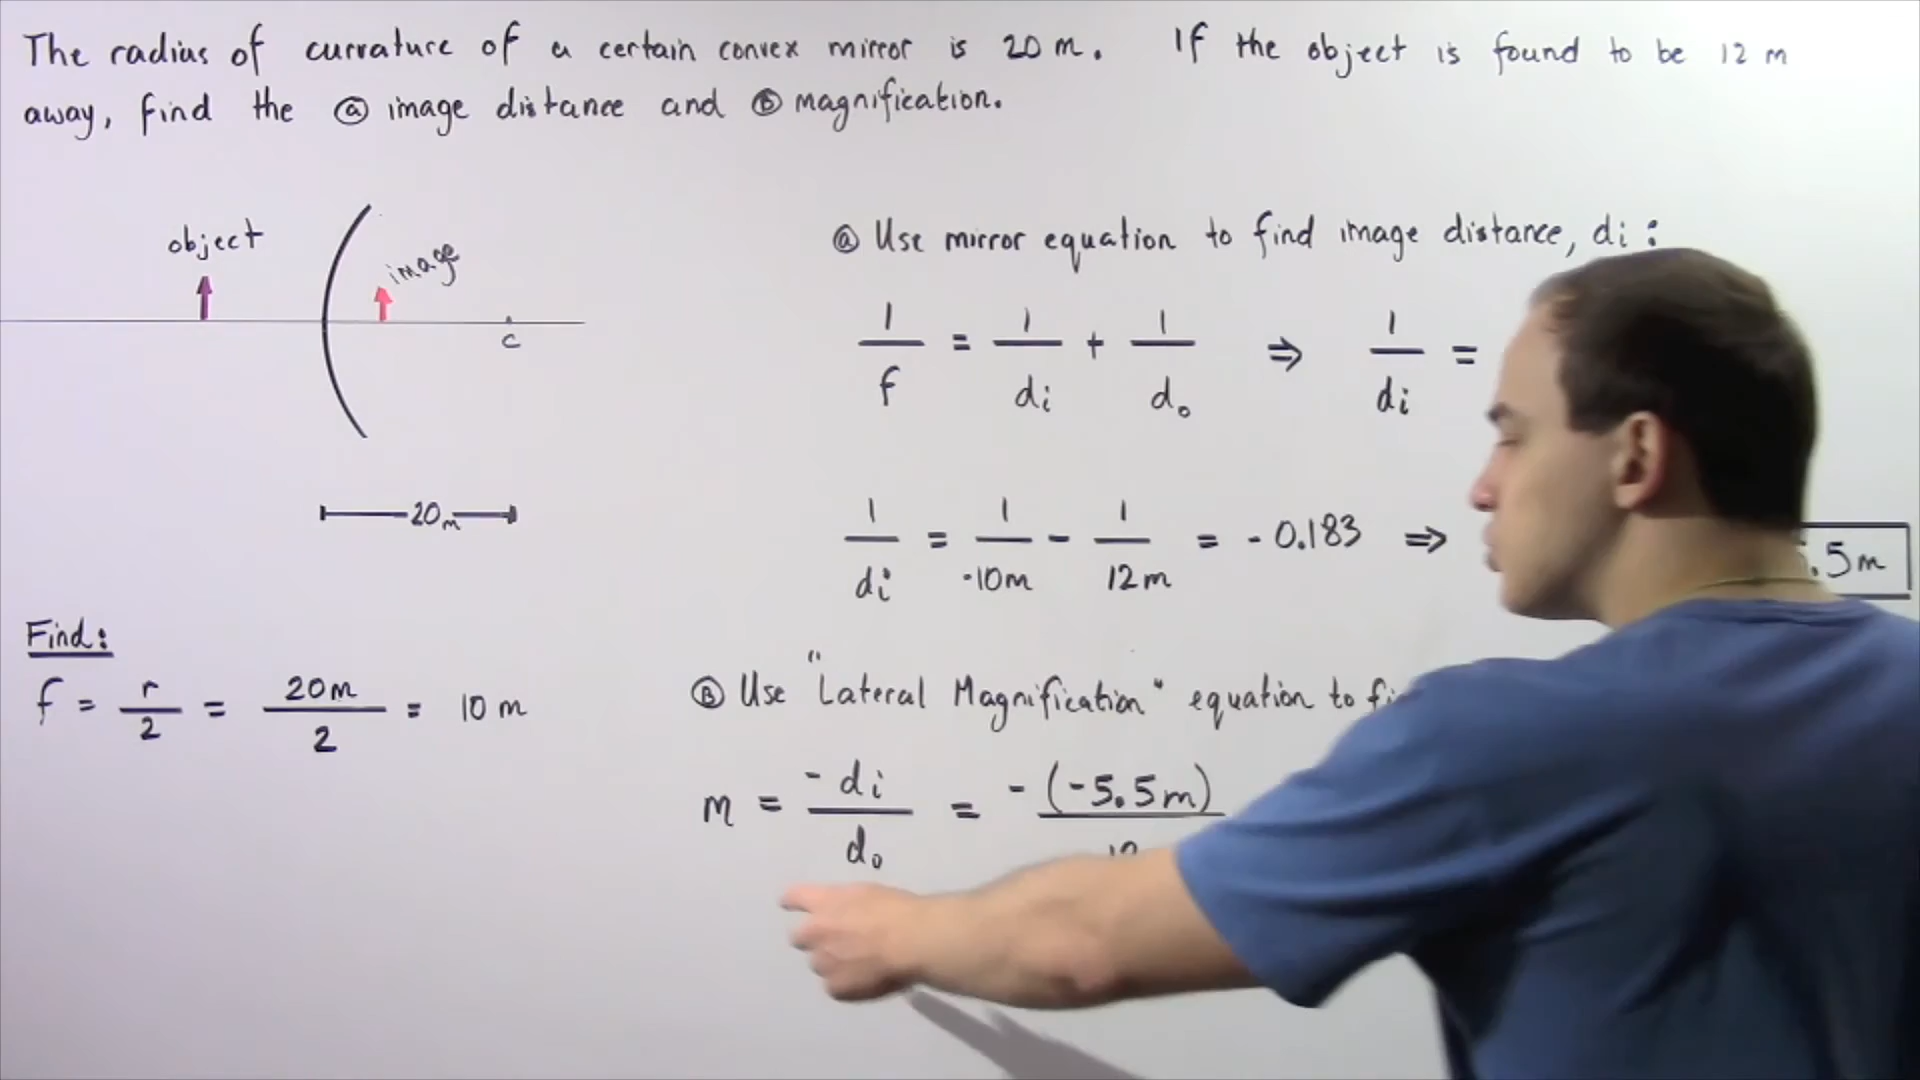 The radius of curvature of a certain convex mirror is 20 m. If the object is found to be 12 m
away, find the ⓐ image distance and ⓑ magnification.
object
image
c
20m
ⓐ Use mirror equation to find image distance, di :
1/f = 1/di + 1/do ⇒ 1/di =
1/di = 1/-10m - 1/12m = -0.183 ⇒ .5m
Find:
f = r/2 = 20m/2 = 10 m
Ⓑ Use "Lateral Magnification" equation to
m = -di/do = -(-5.5m)/